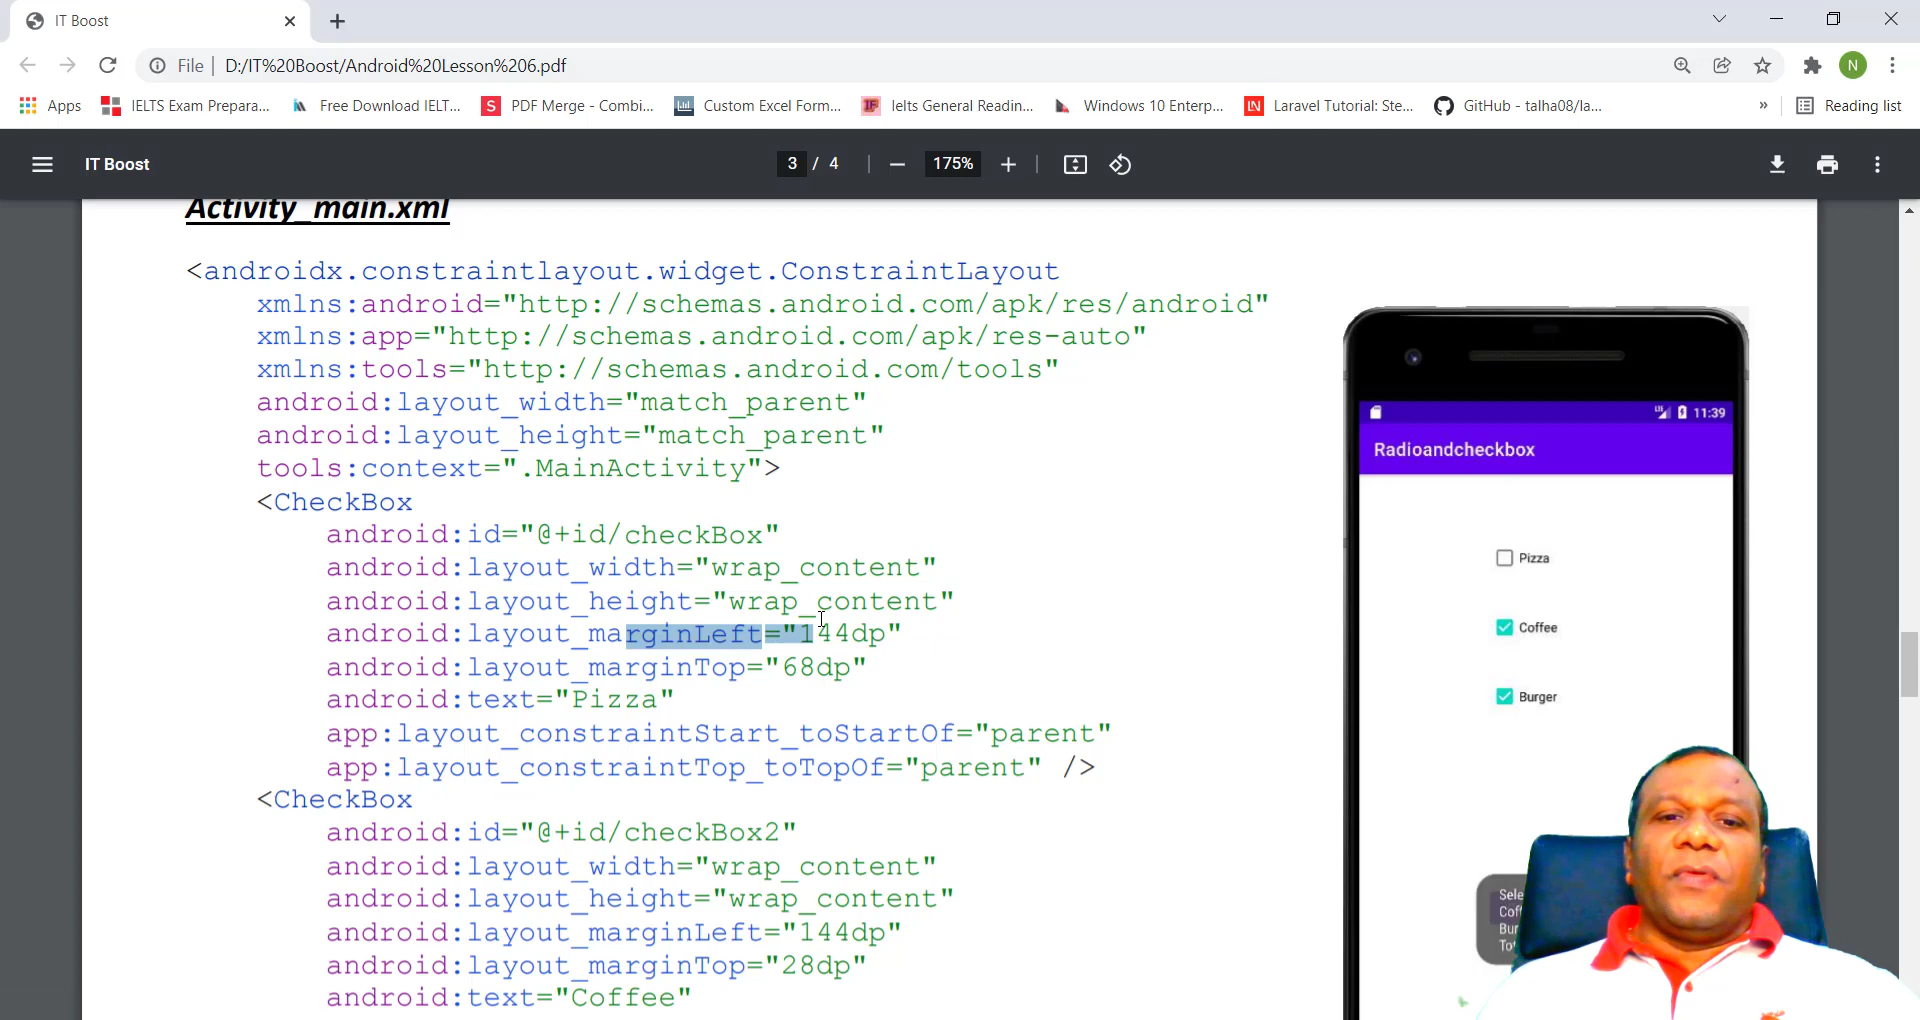 IT Boost
File D:/IT%20Boost/Android%20Lesson%206.pdf
N
Apps IELTS Exam Prepara... Free Download IELT... S PDF Merge - Combi... Custom Excel Form... IF Ielts General Readin... Windows 10 Enterp... LN Laravel Tutorial: Ste... GitHub - talha08/la... » Reading list
IT Boost 3 / 4 175%
Activity_main.xml
<androidx.constraintlayout.widget.ConstraintLayout
xmlns:android="http://schemas.android.com/apk/res/android"
xmlns:app="http://schemas.android.com/apk/res-auto"
xmlns:tools="http://schemas.android.com/tools"
android:layout_width="match_parent"
android:layout_height="match_parent"
tools:context=".MainActivity">
<CheckBox
android:id="@+id/checkBox"
android:layout_width="wrap_content"
android:layout_height="wrap_content"
android:layout_marginLeft="144dp"
android:layout_marginTop="68dp"
android:text="Pizza"
app:layout_constraintStart_toStartOf="parent"
app:layout_constraintTop_toTopOf="parent" />
<CheckBox
android:id="@+id/checkBox2"
android:layout_width="wrap_content"
android:layout_height="wrap_content"
android:layout_marginLeft="144dp"
android:layout_marginTop="28dp"
android:text="Coffee"
LTE 11:39
Radioandcheckbox
Pizza
Coffee
Burger